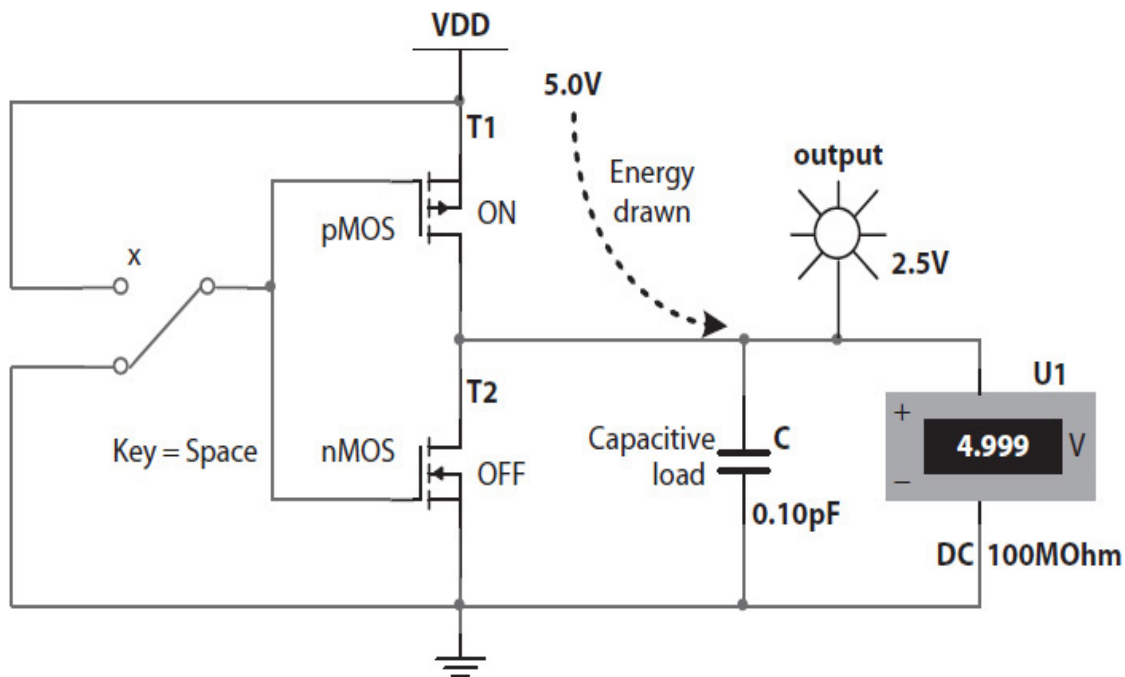 VDD
5.0V
T1
output
Energy
drawn
ON
pMOS
x
2.5V
U1
T2
+
4.999
V
−
Capacitive
load
C
Key = Space
nMOS
OFF
0.10pF
DC 100MOhm